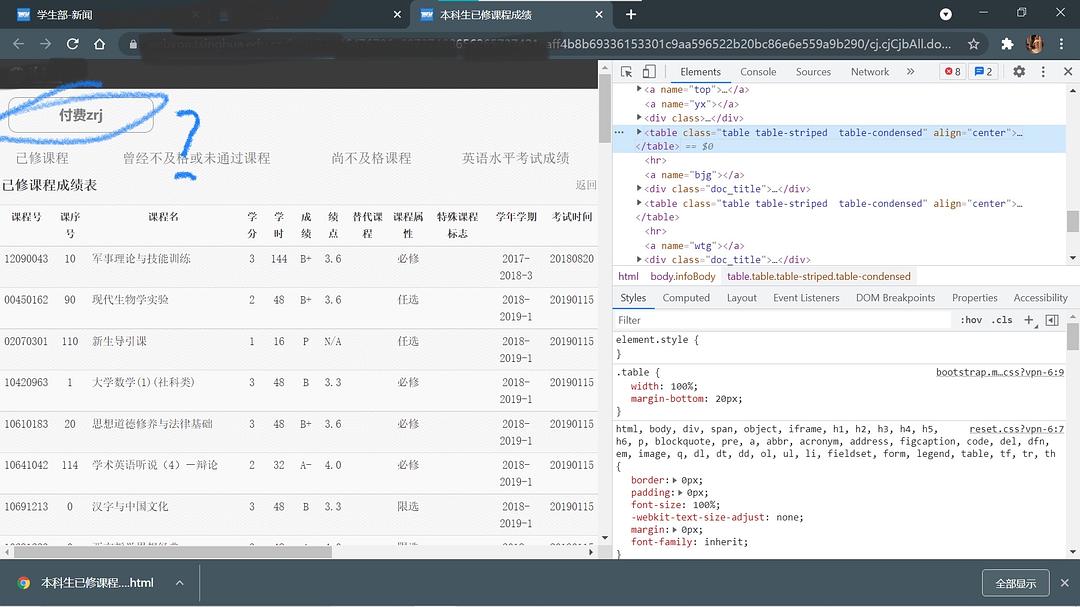 学生部-新闻
本科生已修课程成绩
aff4b8b69336153301c9aa596522b20bc86e6e559a9b290/cj.cjCjbAll.do...
付费zrj
?
已修课程 曾经不及格或未通过课程 尚不及格课程 英语水平考试成绩
已修课程成绩表 返回
课程号 课序号 课程名 学分 学时 成绩 绩点 替代课程 课程属性 特殊课程标志 学年学期 考试时间
12090043 10 军事理论与技能训练 3 144 B+ 3.6 必修 2017-2018-3 20180820
00450162 90 现代生物学实验 2 48 B+ 3.6 任选 2018-2019-1 20190115
02070301 110 新生导引课 1 16 P N/A 任选 2018-2019-1 20190115
10420963 1 大学数学(1)(社科类) 3 48 B 3.3 必修 2018-2019-1 20190115
10610183 20 思想道德修养与法律基础 3 48 B+ 3.6 必修 2018-2019-1 20190115
10641042 114 学术英语听说（4）—辩论 2 32 A- 4.0 必修 2018-2019-1 20190115
10691213 0 汉字与中国文化 3 48 B 3.3 限选 2018-2019-1 20190115
Elements Console Sources Network » 8 2
<a name="top">…</a>
<a name="yx"></a>
<div class>…</div>
<table class="table table-striped  table-condensed" align="center">…
</table> == $0
<hr>
<a name="bjg"></a>
<div class="doc_title">…</div>
<table class="table table-striped  table-condensed" align="center">…
</table>
<hr>
<a name="wtg"></a>
<div class="doc_title">…</div>
html body.infoBody table.table.table-striped.table-condensed
Styles Computed Layout Event Listeners DOM Breakpoints Properties Accessibility
Filter :hov .cls +
element.style {
}
.table { bootstrap.m…css?vpn-6:9
width: 100%;
margin-bottom: 20px;
}
html, body, div, span, object, iframe, h1, h2, h3, h4, h5, reset.css?vpn-6:7
h6, p, blockquote, pre, a, abbr, acronym, address, figcaption, code, del, dfn,
em, image, q, dl, dt, dd, ol, ul, li, fieldset, form, legend, table, tf, tr, th
{
border: 0px;
padding: 0px;
font-size: 100%;
-webkit-text-size-adjust: none;
margin: 0px;
font-family: inherit;
}
本科生已修课程....html 全部显示